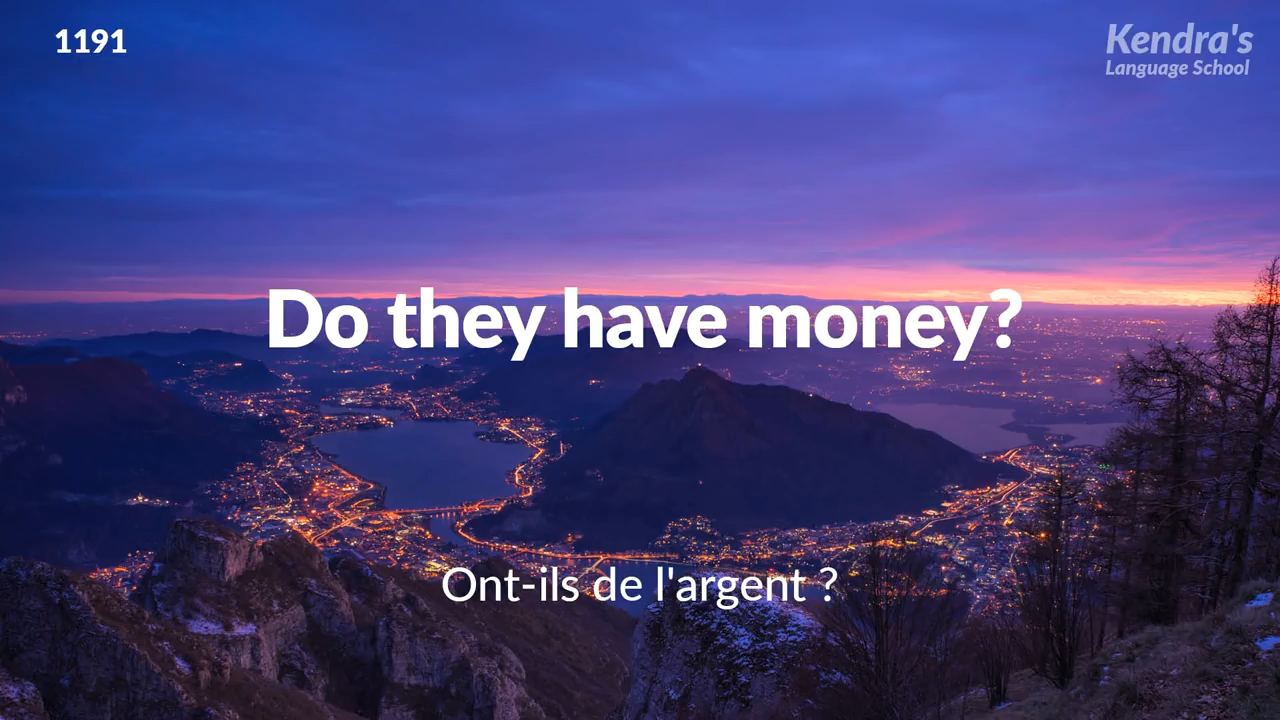 1191
Kendra's
Language School
Do they have money?
Ont-ils de l'argent ?